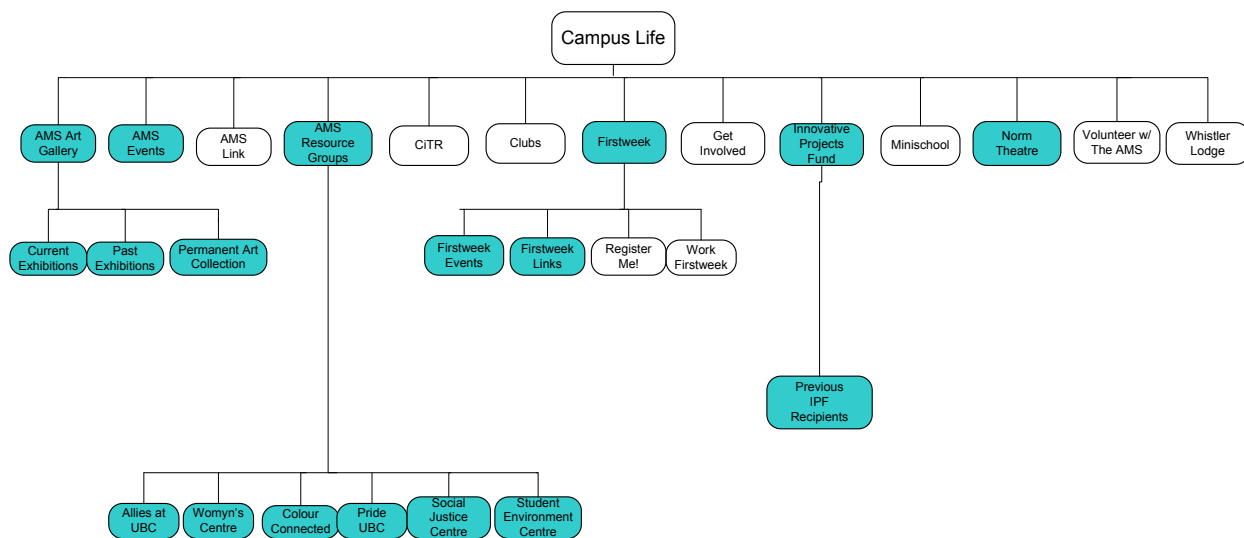 Campus Life
AMS Art
Gallery
AMS
Events
AMS
Link
AMS
Resource
Groups
CiTR
Clubs
Firstweek
Get
Involved
Innovative
Projects
Fund
Minischool
Norm
Theatre
Volunteer w/
The AMS
Whistler
Lodge
Current
Exhibitions
Past
Exhibitions
Permanent Art
Collection
Firstweek
Events
Firstweek
Links
Register
Me!
Work
Firstweek
Previous
IPF
Recipients
Allies at
UBC
Womyn's
Centre
Colour
Connected
Pride
UBC
Social
Justice
Centre
Student
Environment
Centre